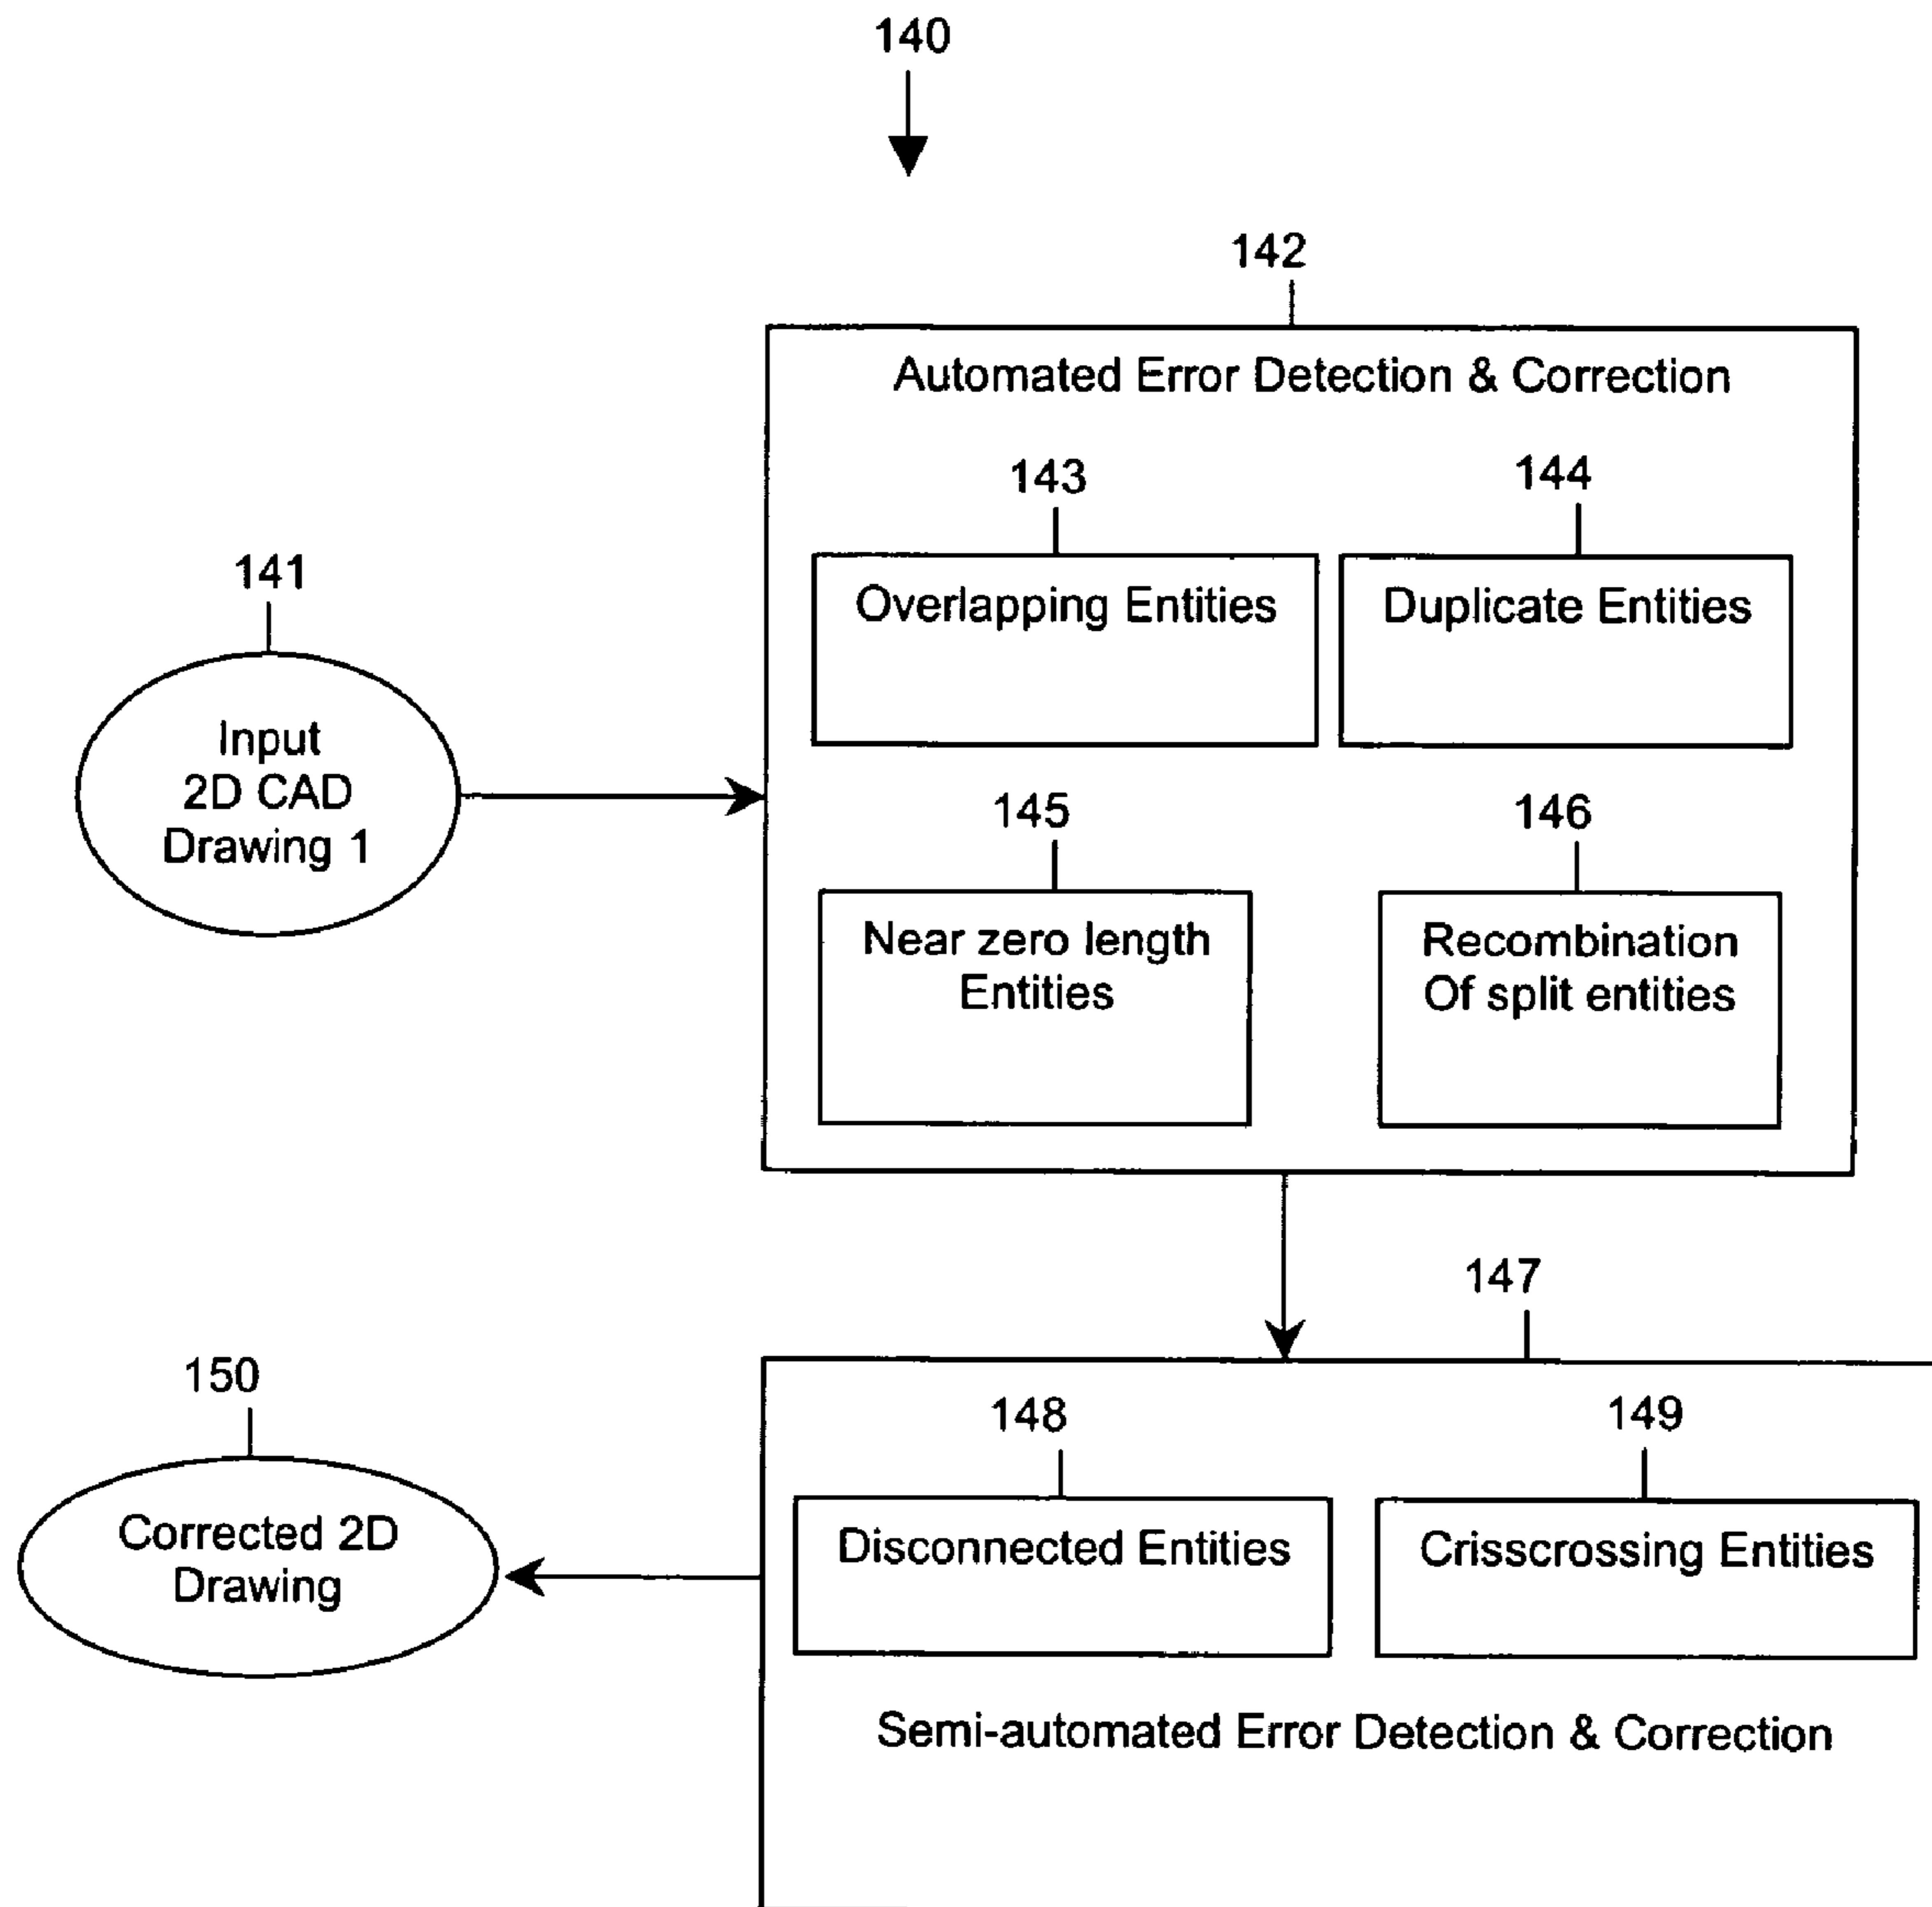 140
142
Automated Error Detection & Correction
143
144
Overlapping Entities
Duplicate Entities
141
Input
2D CAD
Drawing 1
145
146
Near zero length
Entities
Recombination
Of split entities
147
150
148
149
Corrected 2D
Drawing
Disconnected Entities
Crisscrossing Entities
Semi-automated Error Detection & Correction